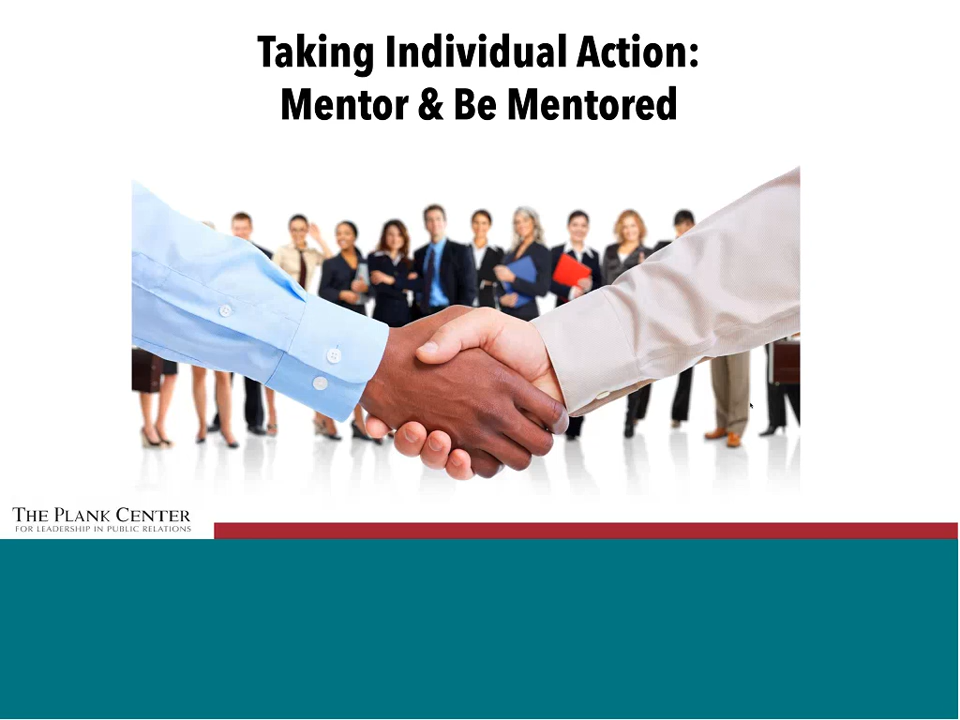 Taking Individual Action:
Mentor & Be Mentored
THE PLANK CENTER
FOR LEADERSHIP IN PUBLIC RELATIONS